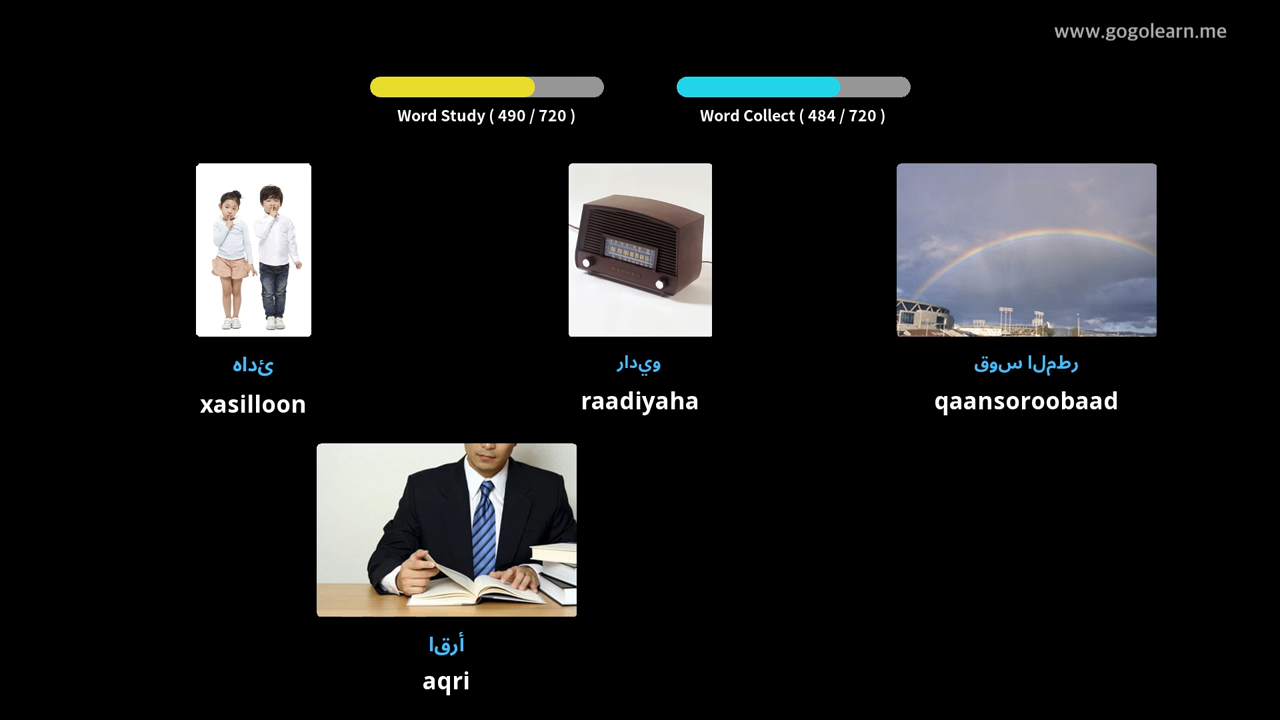 www.gogolearn.me
Word Study ( 490 / 720 )
Word Collect ( 484 / 720 )
ئداه
xasilloon
ويدار
raadiyaha
رطملا سوق
qaansoroobaad
أرقا
aqri